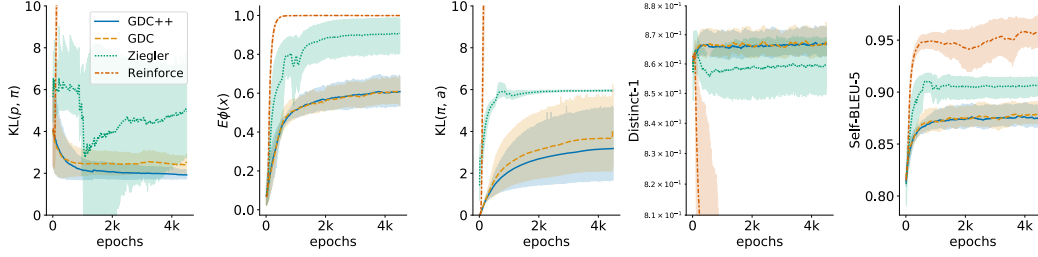 GDC++
GDC
Ziegler
Reinforce
KL(p, π)
10
8
6
4
2
0
0
2k
4k
epochs
Eϕ(x)
1.0
0.8
0.6
0.4
0.2
0.0
0
2k
4k
epochs
KL(π, a)
10
8
6
4
2
0
0
2k
4k
epochs
Distinct-1
8.8 × 10⁻¹
8.7 × 10⁻¹
8.6 × 10⁻¹
8.5 × 10⁻¹
8.4 × 10⁻¹
8.3 × 10⁻¹
8.2 × 10⁻¹
8.1 × 10⁻¹
0
2k
4k
epochs
Self-BLEU-5
0.95
0.90
0.85
0.80
0
2k
4k
epochs